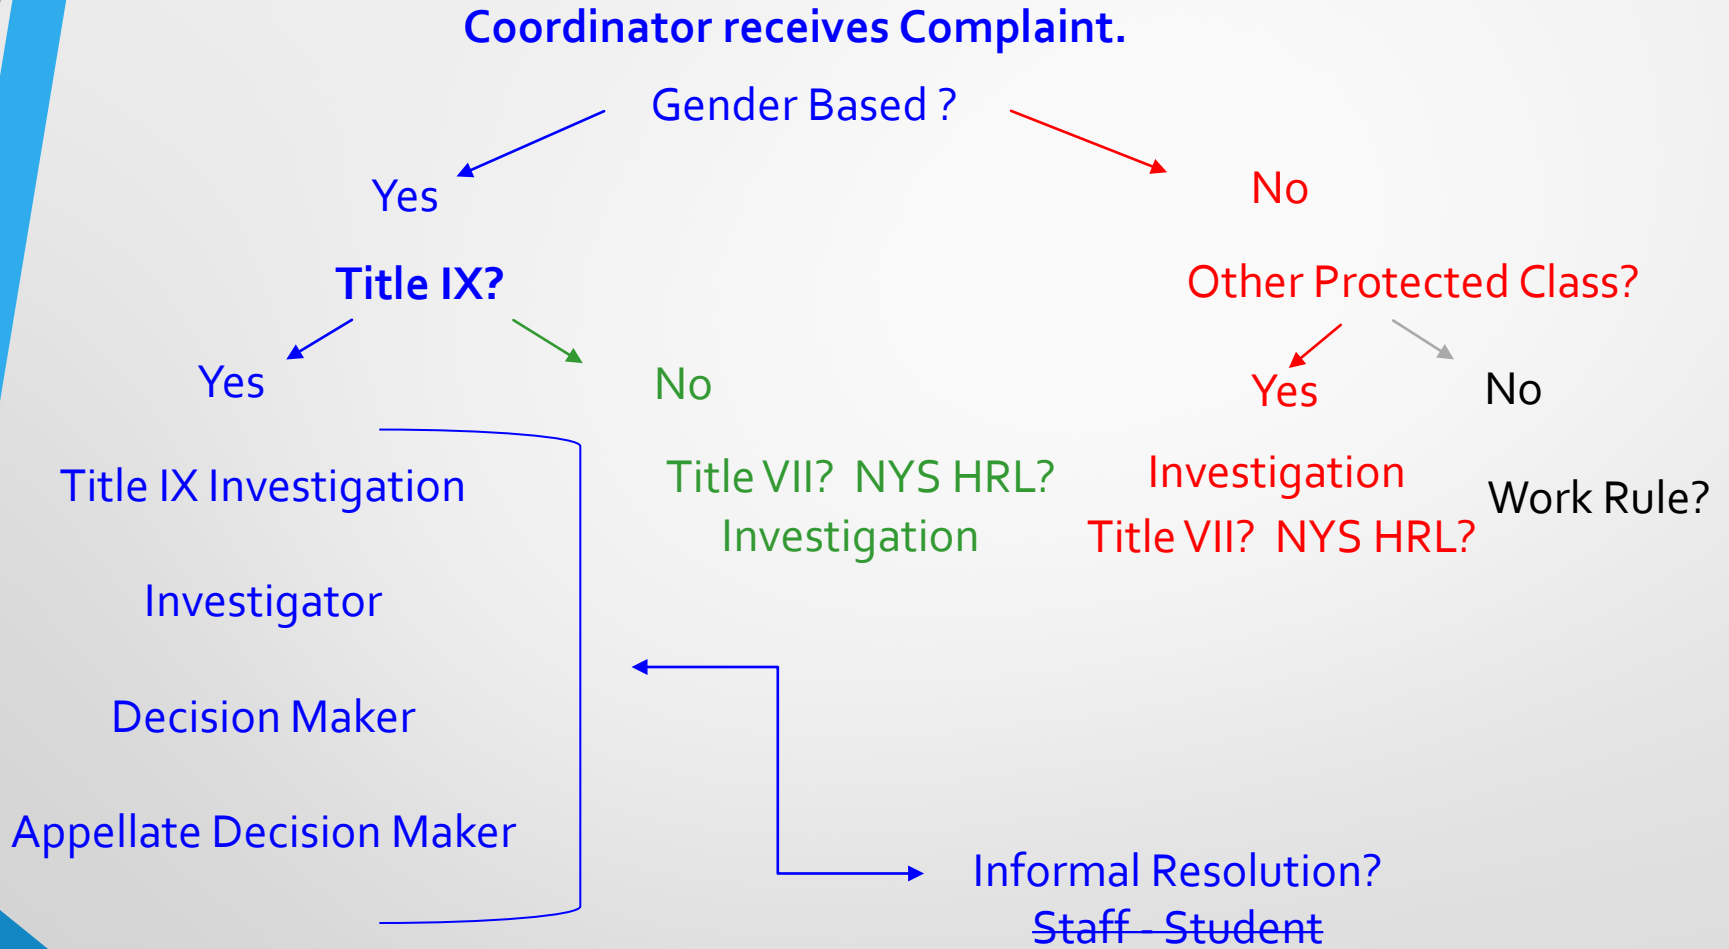 Coordinator receives Complaint.
Gender Based ?
Yes
No
Title IX?
Other Protected Class?
Yes
No
Yes
No
Title IX Investigation
Title VII?  NYS HRL?
Investigation
Investigation
Title VII?  NYS HRL?
Work Rule?
Investigator
Decision Maker
Appellate Decision Maker
Informal Resolution?
Staff - Student